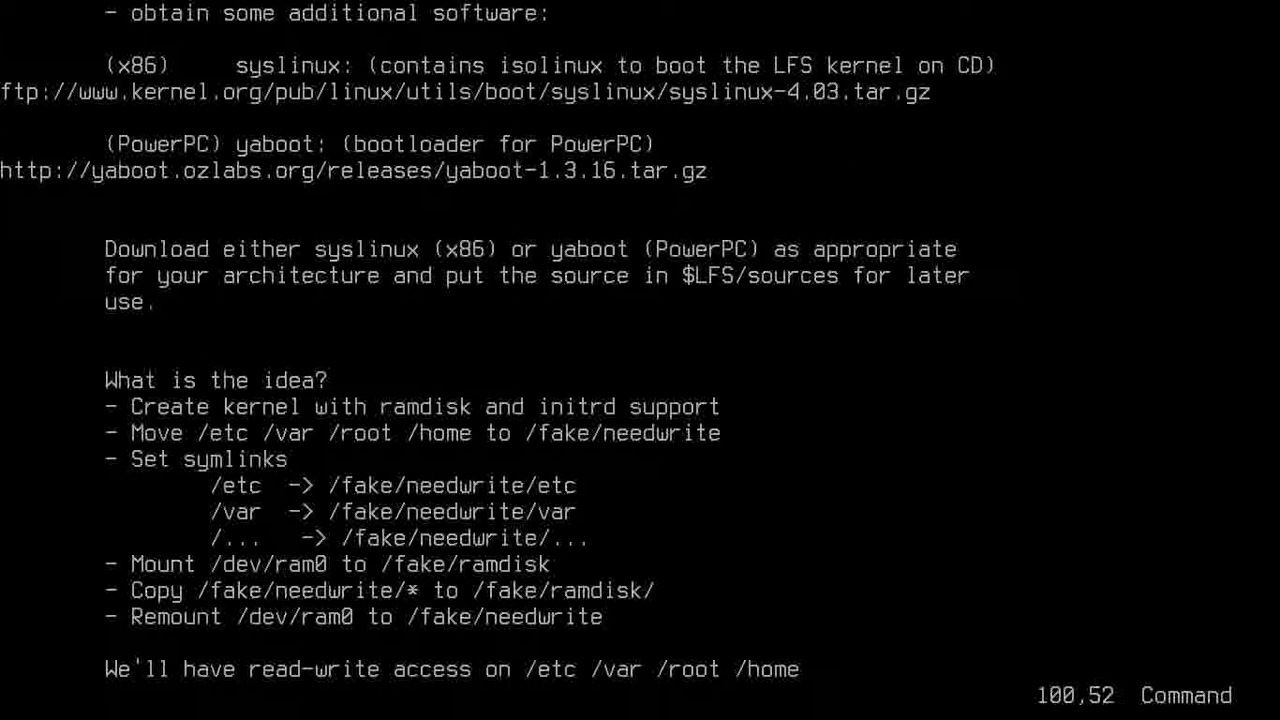 - obtain some additional software:
(x86) syslinux: (contains isolinux to boot the LFS kernel on CD)
ftp://www.kernel.org/pub/linux/utils/boot/syslinux/syslinux-4.03.tar.gz
(PowerPC) yaboot: (bootloader for PowerPC)
http://yaboot.ozlabs.org/releases/yaboot-1.3.16.tar.gz
Download either syslinux (x86) or yaboot (PowerPC) as appropriate
for your architecture and put the source in $LFS/sources for later
use.
What is the idea?
- Create kernel with ramdisk and initrd support
- Move /etc /var /root /home to /fake/needwrite
- Set symlinks
/etc -> /fake/needwrite/etc
/var -> /fake/needwrite/var
/... -> /fake/needwrite/...
- Mount /dev/ram0 to /fake/ramdisk
- Copy /fake/needwrite/* to /fake/ramdisk/
- Remount /dev/ram0 to /fake/needwrite
We'll have read-write access on /etc /var /root /home
100,52 Command